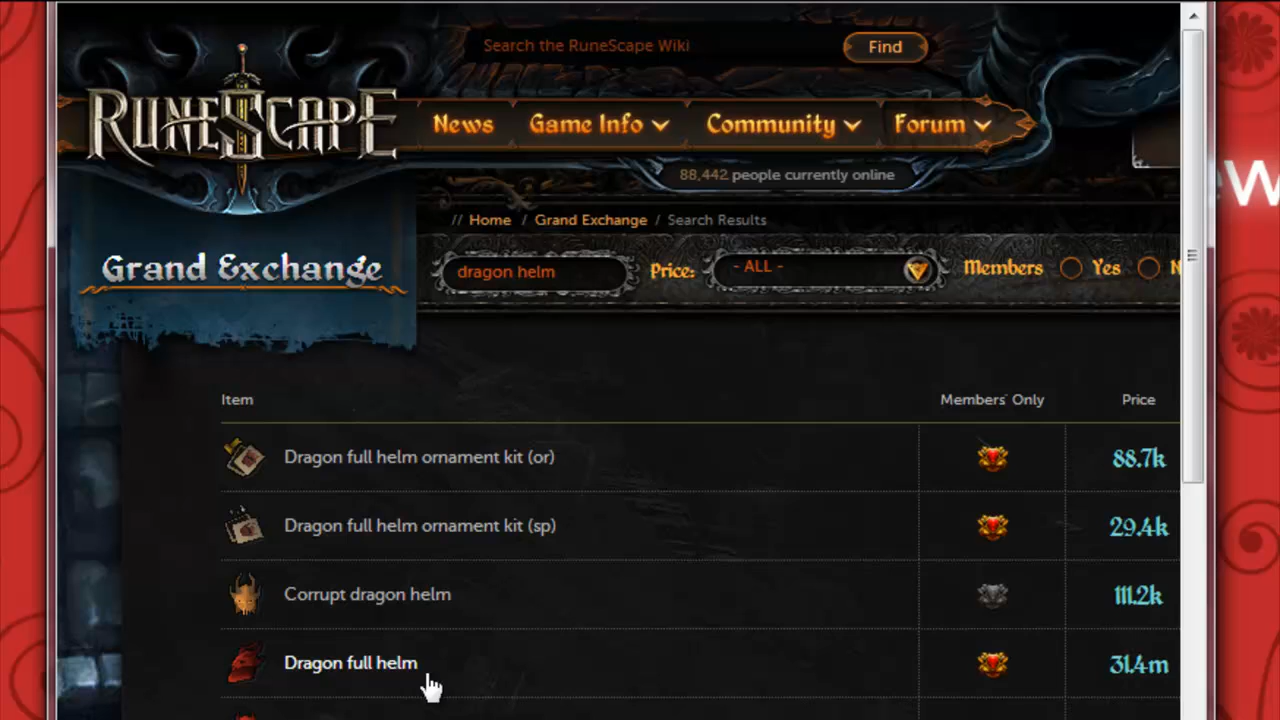 Search the RuneScape Wiki
Find
RUNESCAPE
News
Game Info
Community
Forum
88,442 people currently online
// Home / Grand Exchange / Search Results
Grand Exchange
dragon helm
Price:
- ALL -
Members
Yes
Item
Members' Only
Price
Dragon full helm ornament kit (or)
88.7k
Dragon full helm ornament kit (sp)
29.4k
Corrupt dragon helm
111.2k
Dragon full helm
31.4m